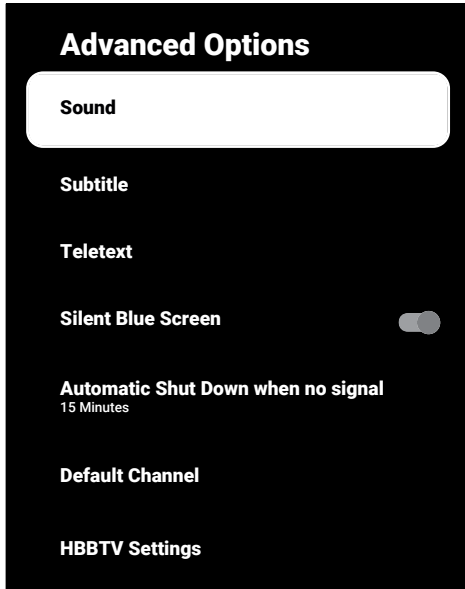 Advanced Options
Sound
Subtitle
Teletext
Silent Blue Screen
Automatic Shut Down when no signal
15 Minutes
Default Channel
HBBTV Settings